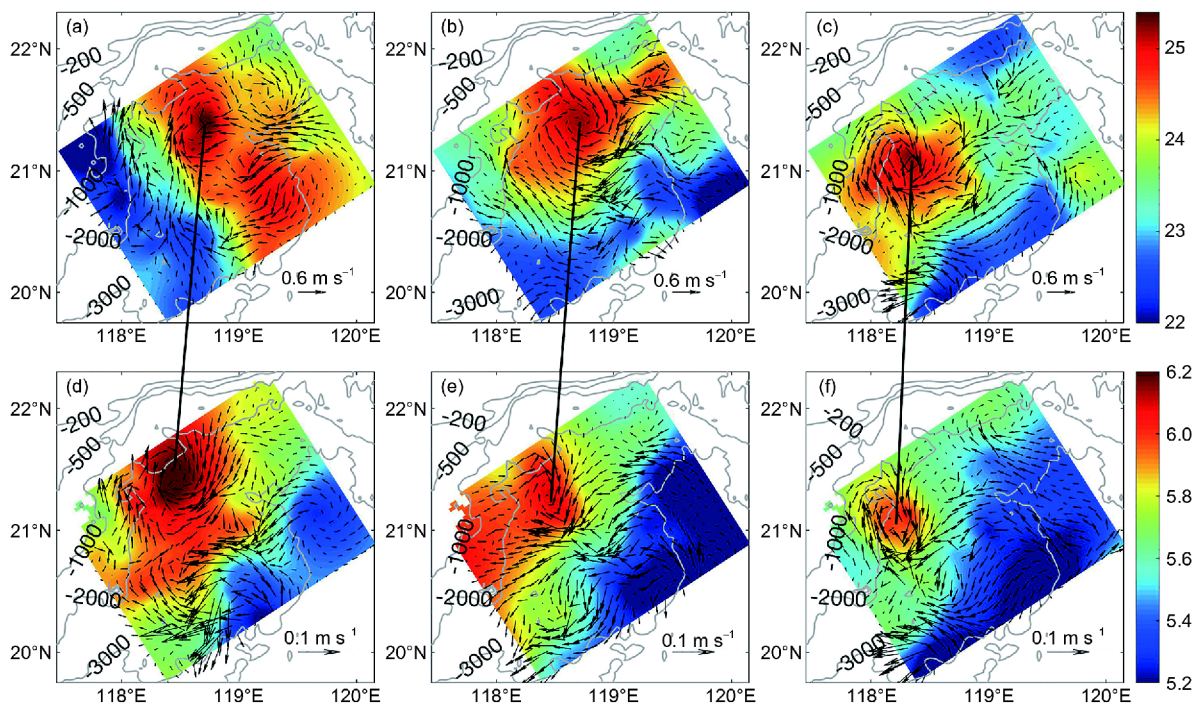 (a) (b) (c)
22°N 22°N 22°N 25
-200 -200 -200
-500 -500 -500
24
21°N 21°N 21°N
-1000 -1000 -1000
23
-2000 -2000 -2000
20°N 0.6 m s⁻¹ 20°N 0.6 m s⁻¹ 20°N 0.6 m s⁻¹
-3000 -3000 -3000 22
118°E 119°E 120°E 118°E 119°E 120°E 118°E 119°E 120°E
(d) (e) (f) 6.2
22°N 22°N 22°N
-200 -200 -200
-500 -500 -500 6.0
5.8
21°N 21°N 21°N
-1000 -1000 -1000 5.6
-2000 -2000 -2000
5.4
20°N 0.1 m s⁻¹ 20°N 0.1 m s⁻¹ 20°N 0.1 m s⁻¹
-3000 -3000 -3000 5.2
118°E 119°E 120°E 118°E 119°E 120°E 118°E 119°E 120°E